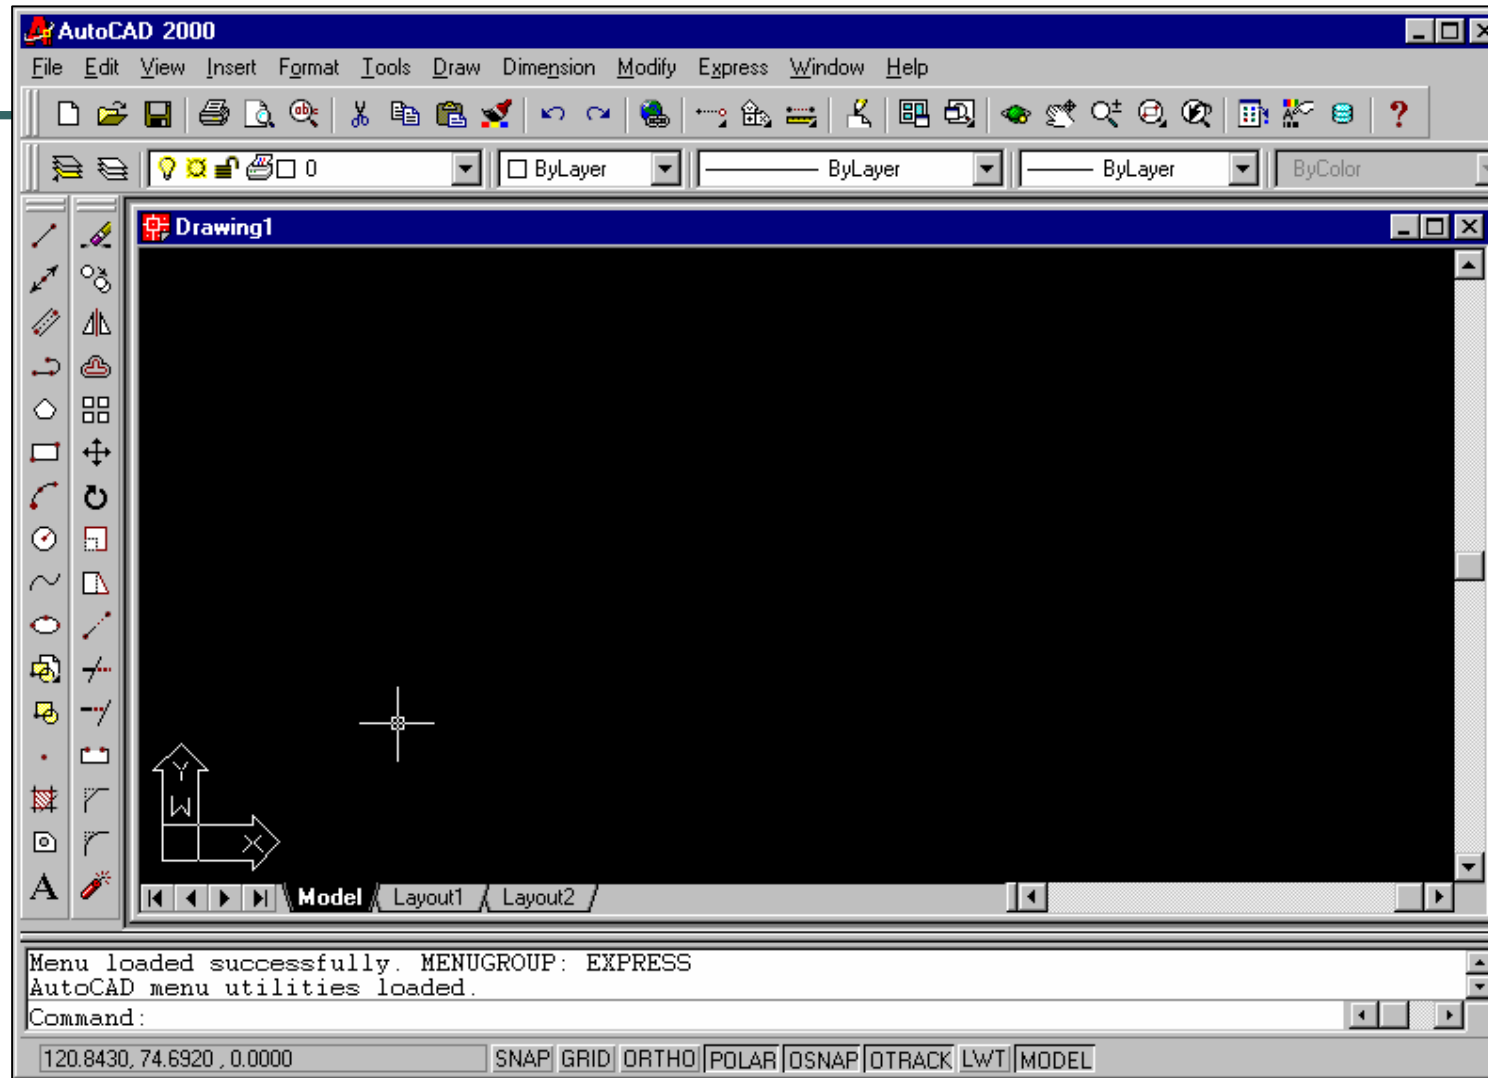 AutoCAD 2000
File Edit View Insert Format Tools Draw Dimension Modify Express Window Help
0 ByLayer ByLayer ByLayer ByColor
Drawing1
Y
W
X
A
Model Layout1 Layout2
Menu loaded successfully. MENUGROUP: EXPRESS
AutoCAD menu utilities loaded.
Command:
120.8430, 74.6920 , 0.0000 SNAP GRID ORTHO POLAR OSNAP OTRACK LWT MODEL